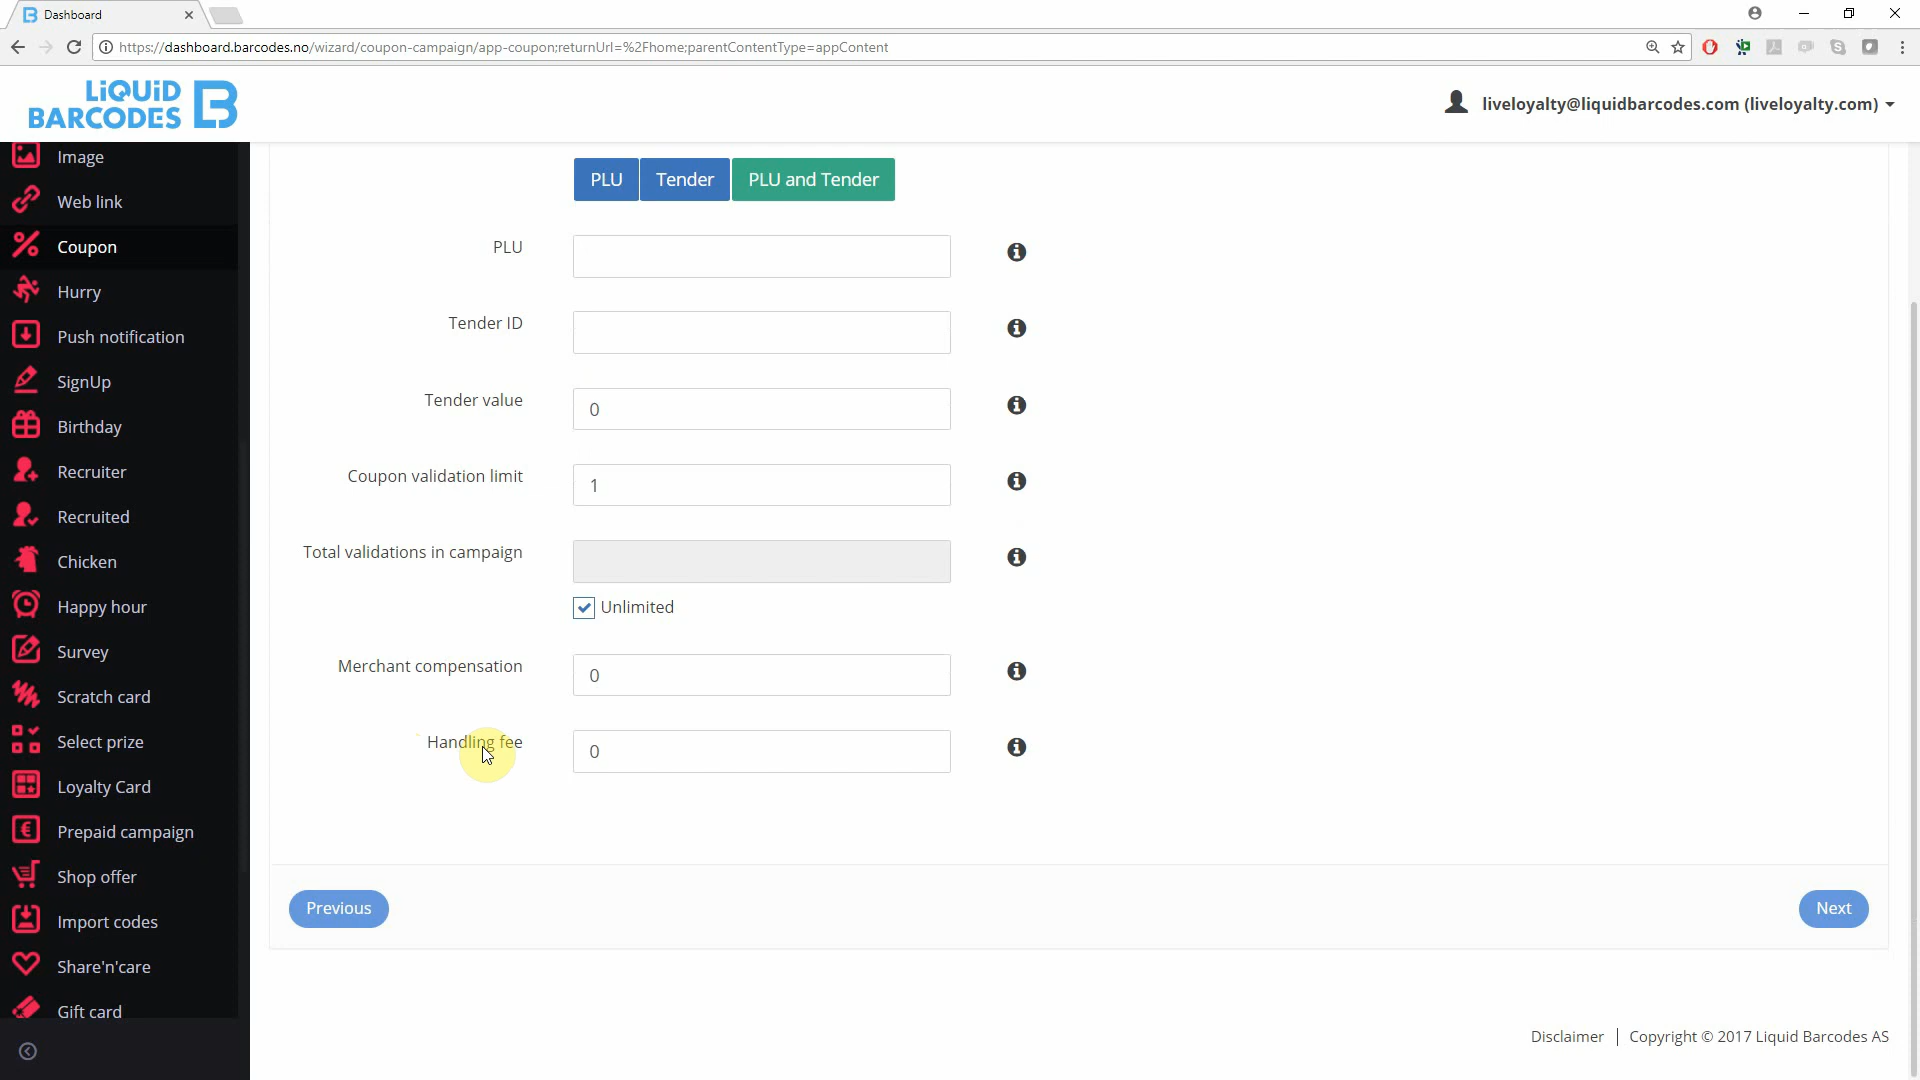 Dashboard
https://dashboard.barcodes.no/wizard/coupon-campaign/app-coupon;returnUrl=%2Fhome;parentContentType=appContent
LiQUiD
BARCODES
liveloyalty@liquidbarcodes.com (liveloyalty.com)
Image
Web link
Coupon
Hurry
Push notification
SignUp
Birthday
Recruiter
Recruited
Chicken
Happy hour
Survey
Scratch card
Select prize
Loyalty Card
Prepaid campaign
Shop offer
Import codes
Share'n'care
Gift card
PLU Tender PLU and Tender
PLU
Tender ID
Tender value 0
Coupon validation limit 1
Total validations in campaign
Unlimited
Merchant compensation 0
Handling fee 0
Previous Next
Disclaimer Copyright © 2017 Liquid Barcodes AS